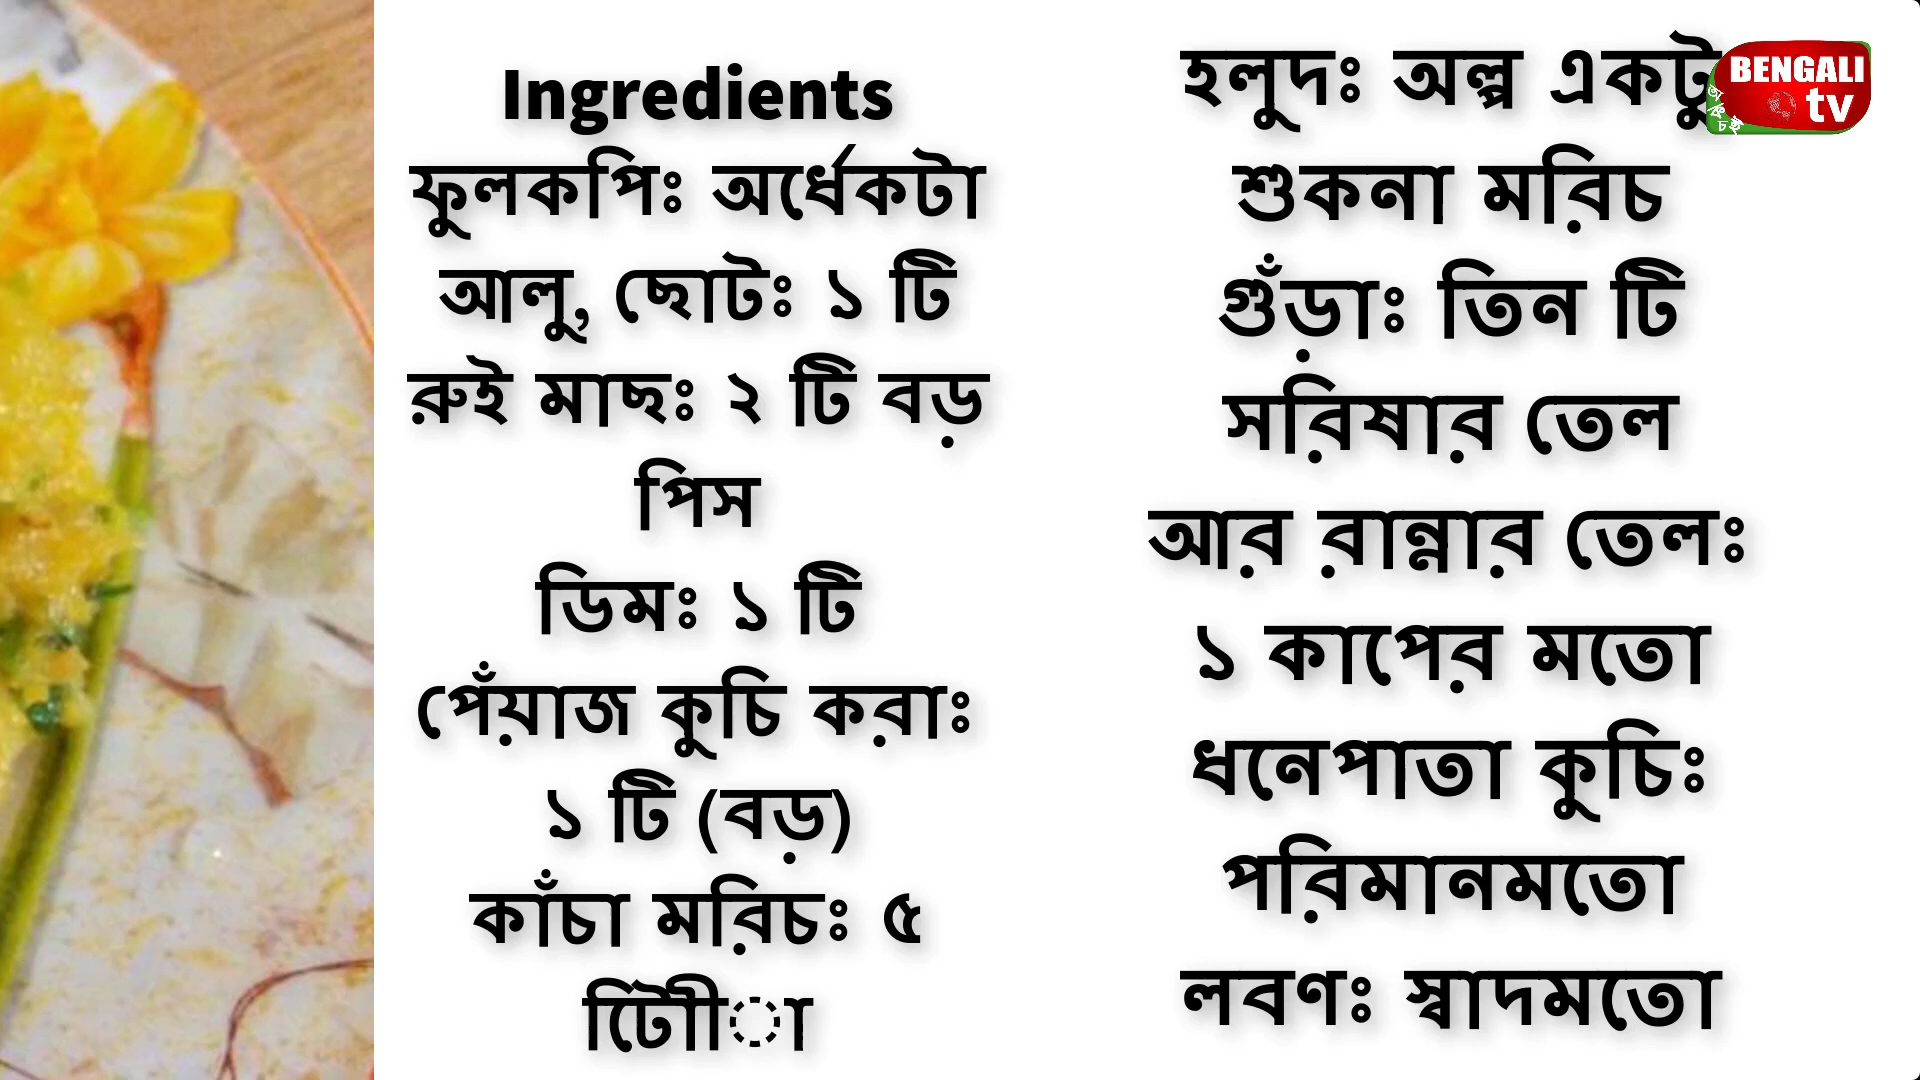 Ingredients
ফুলকপিঃ অর্ধেকটা
আলু, ছোটঃ ১ টি
রুই মাছঃ ২ টি বড়
পিস
ডিমঃ ১ টি
পেঁয়াজ কুচি করাঃ
১ টি (বড়)
কাঁচা মরিচঃ ৫
হলুদঃ অল্প একটু
শুকনা মরিচ
গুঁড়াঃ তিন টি
সরিষার তেল
আর রান্নার তেলঃ
১ কাপের মতো
ধনেপাতা কুচিঃ
পরিমানমতো
লবণঃ স্বাদমতো
BENGALI
tv